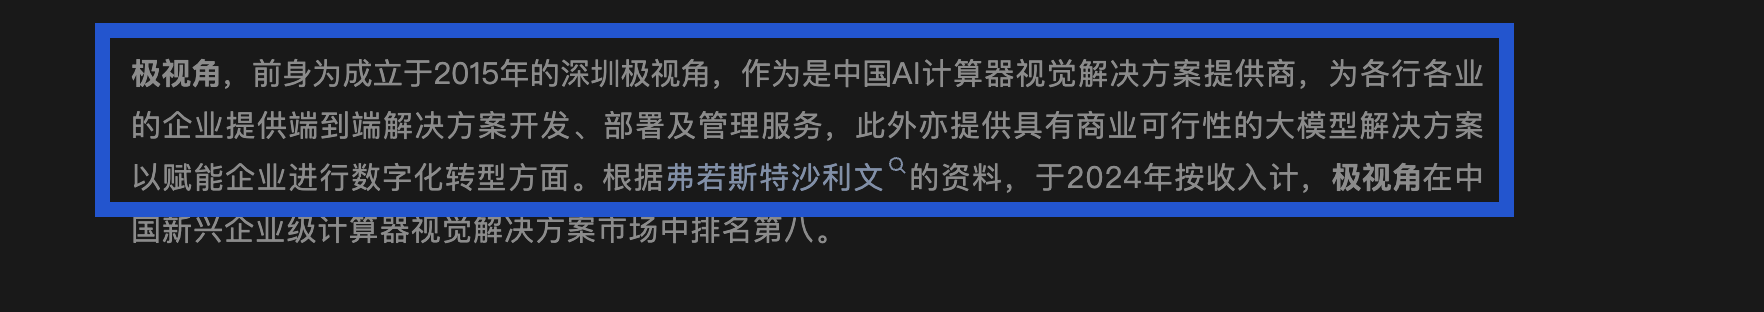 极视角，前身为成立于2015年的深圳极视角，作为是中国AI计算器视觉解决方案提供商，为各行各业
的企业提供端到端解决方案开发、部署及管理服务，此外亦提供具有商业可行性的大模型解决方案
以赋能企业进行数字化转型方面。根据弗若斯特沙利文的资料，于2024年按收入计，极视角在中
国新兴企业级计算器视觉解决方案市场中排名第八。